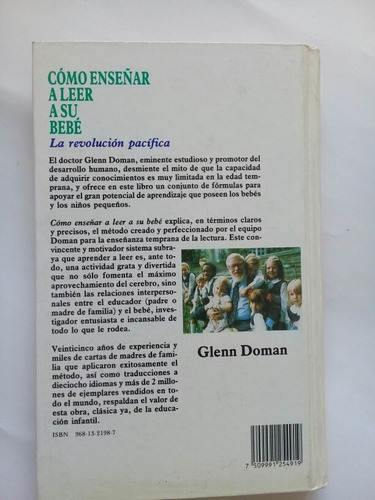 CÓMO ENSEÑAR
A LEER
A SU
BEBÉ
La revolución pacífica
El doctor Glenn Doman, eminente estudioso y promotor del
desarrollo humano, desmiente el mito de que la capacidad
de adquirir conocimientos es muy limitada en la edad tem-
prana, y ofrece en este libro un conjunto de fórmulas para
apoyar el gran potencial de aprendizaje que poseen los bebés
y los niños pequeños.
Cómo enseñar a leer a su bebé explica, en términos claros
y precisos, el método creado y perfeccionado por el equipo
Doman para la enseñanza temprana de la lectura. Este con-
vincente y motivador sistema subra-
ya que aprender a leer es, ante to-
do, una actividad grata y divertida
que no sólo fomenta el máximo
aprovechamiento del cerebro, sino
también las relaciones interperso-
nales entre el educador (padre o
madre de familia) y el bebé, inves-
tigador entusiasta e incansable de
todo lo que le rodea.
Veinticinco años de experiencia y
miles de cartas de madres de fami-
lia que aplicaron exitosamente el
método, así como traducciones a
dieciocho idiomas y más de 2 millo-
nes de ejemplares vendidos en to-
do el mundo, respaldan el valor de
esta obra, clásica ya, de la educa-
ción infantil.
Glenn Doman
ISBN 968-13-2198-7
7 509991 254919